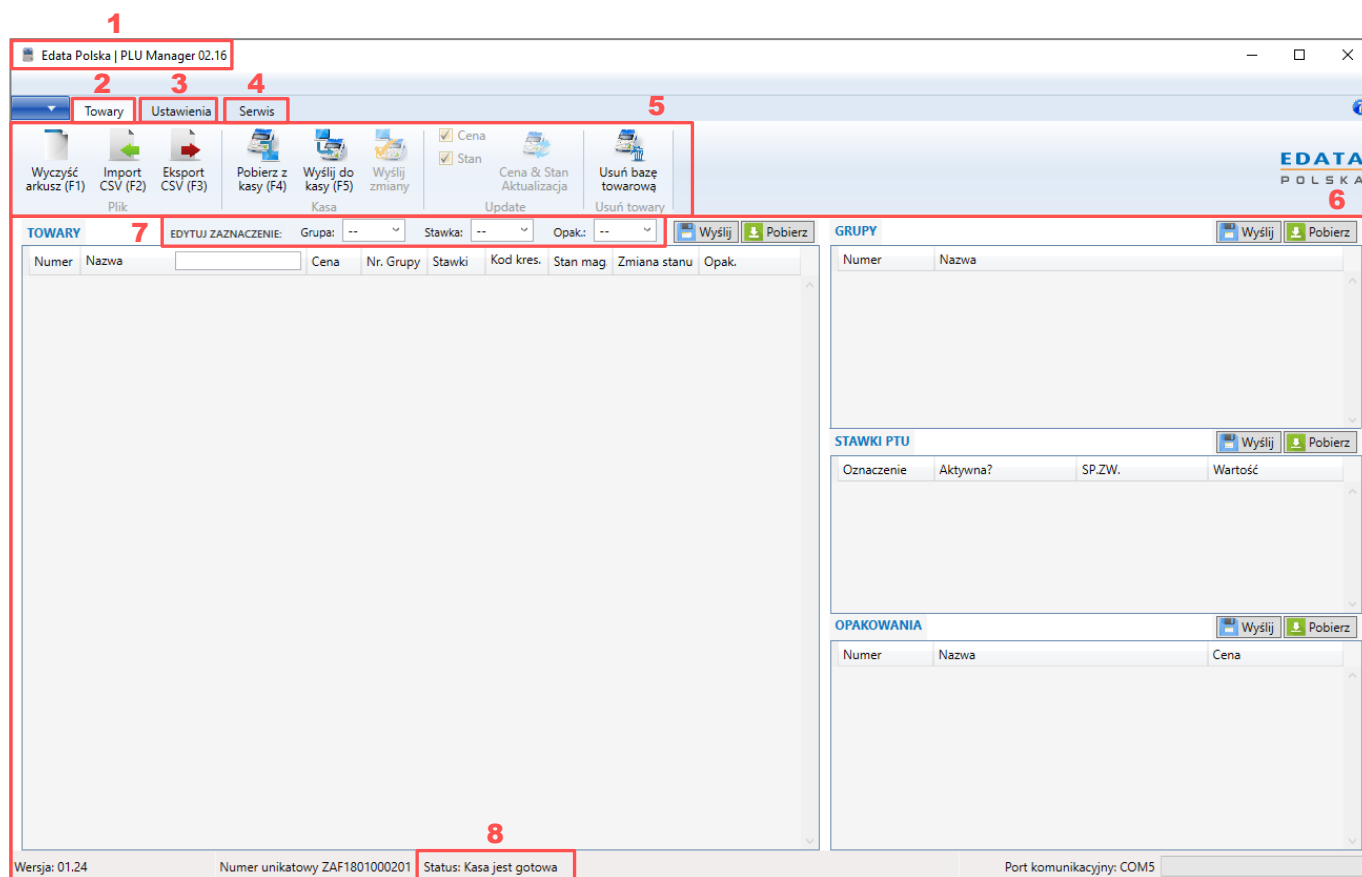 1
Edata Polska | PLU Manager 02.16
2 3 4 5
Towary Ustawienia Serwis
Wyczyść arkusz (F1)
Import CSV (F2)
Eksport CSV (F3)
Plik
Pobierz z kasy (F4)
Wyślij do kasy (F5)
Wyślij zmiany
Kasa
Cena
Stan
Cena & Stan Aktualizacja
Update
Usuń bazę towarową
Usuń towary
EDATA
POLSKA
6
TOWARY 7 EDYTUJ ZAZNACZENIE: Grupa: -- Stawka: -- Opak.: -- Wyślij Pobierz
Numer Nazwa Cena Nr. Grupy Stawki Kod kres. Stan mag Zmiana stanu Opak.
GRUPY Wyślij Pobierz
Numer Nazwa
STAWKI PTU Wyślij Pobierz
Oznaczenie Aktywna? SP.ZW. Wartość
OPAKOWANIA Wyślij Pobierz
Numer Nazwa Cena
8
Wersja: 01.24 Numer unikatowy ZAF1801000201 Status: Kasa jest gotowa Port komunikacyjny: COM5